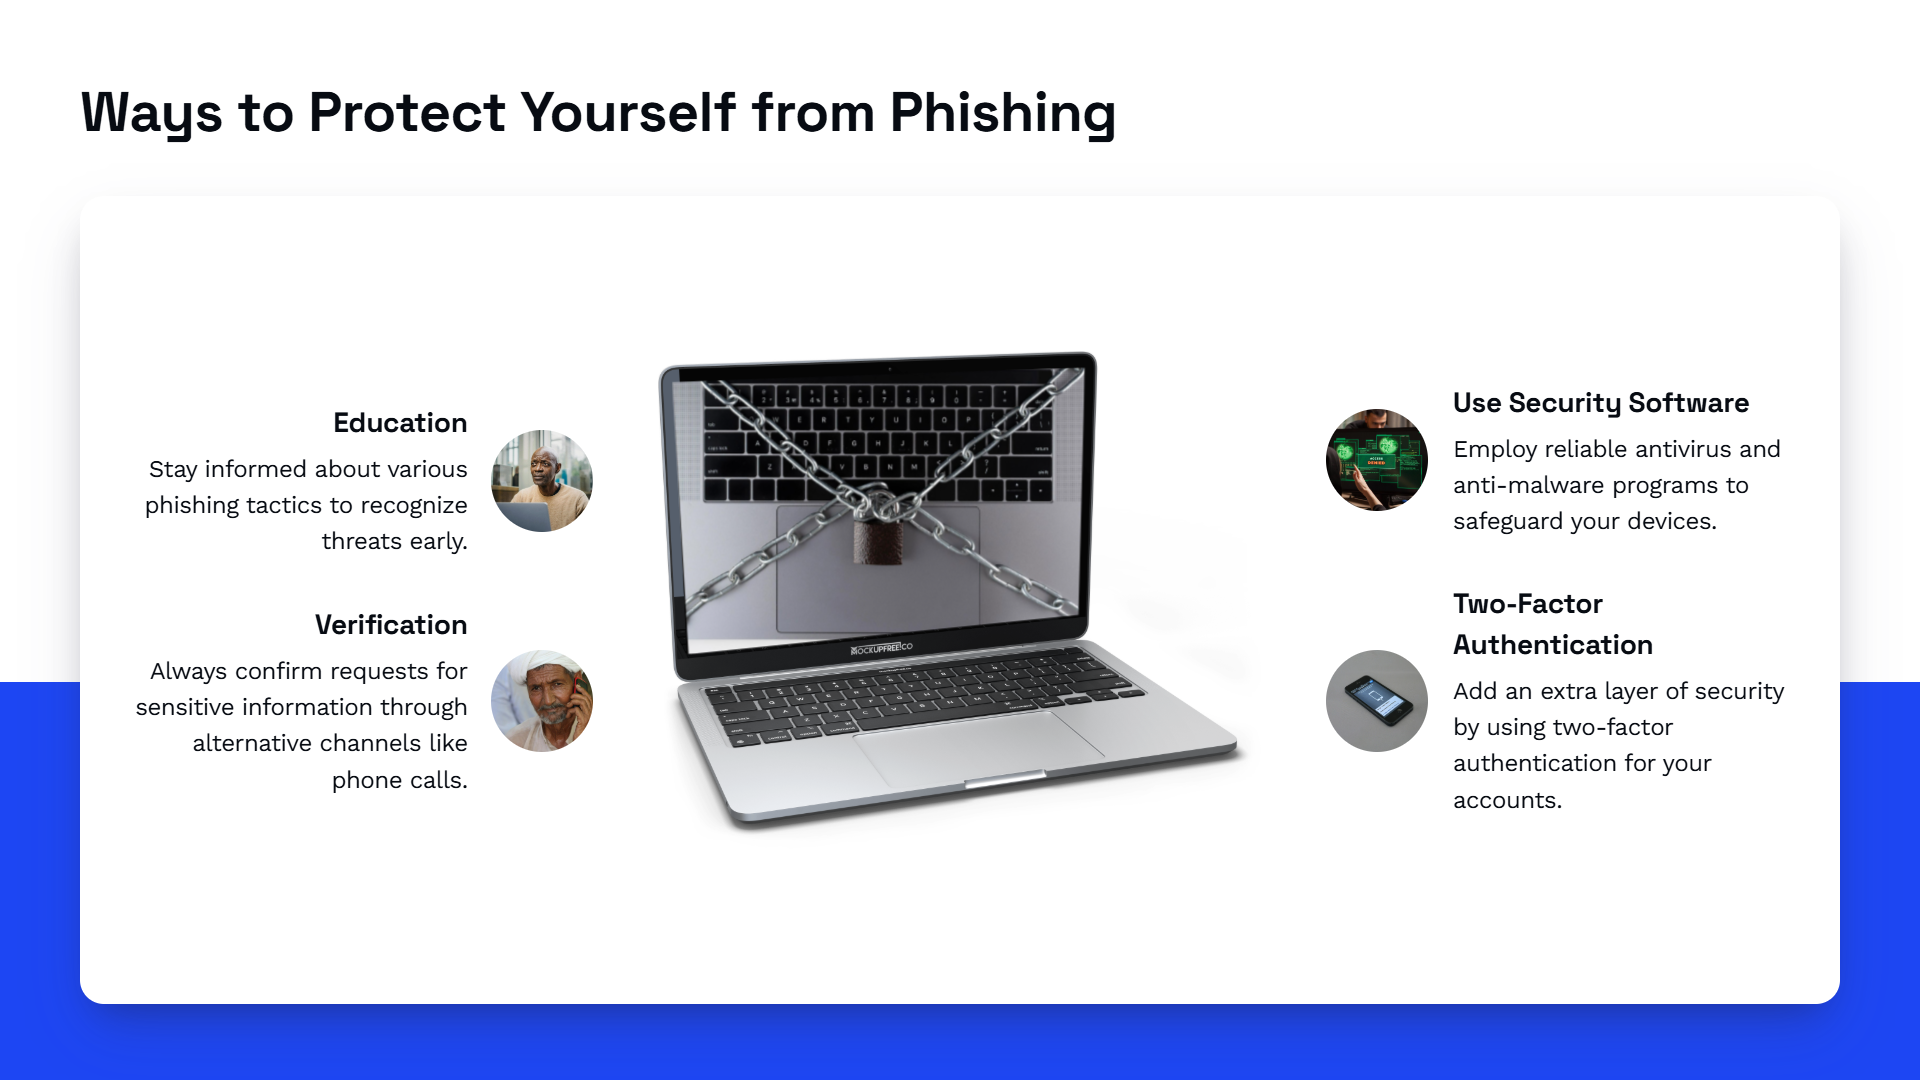 Ways to Protect Yourself from Phishing
Education
Stay informed about various
phishing tactics to recognize
threats early.
Verification
Always confirm requests for
sensitive information through
alternative channels like
phone calls.
MOCKUPFREE.CO
Use Security Software
Employ reliable antivirus and
anti-malware programs to
safeguard your devices.
Two-Factor
Authentication
Add an extra layer of security
by using two-factor
authentication for your
accounts.
ACCESS
DENIED